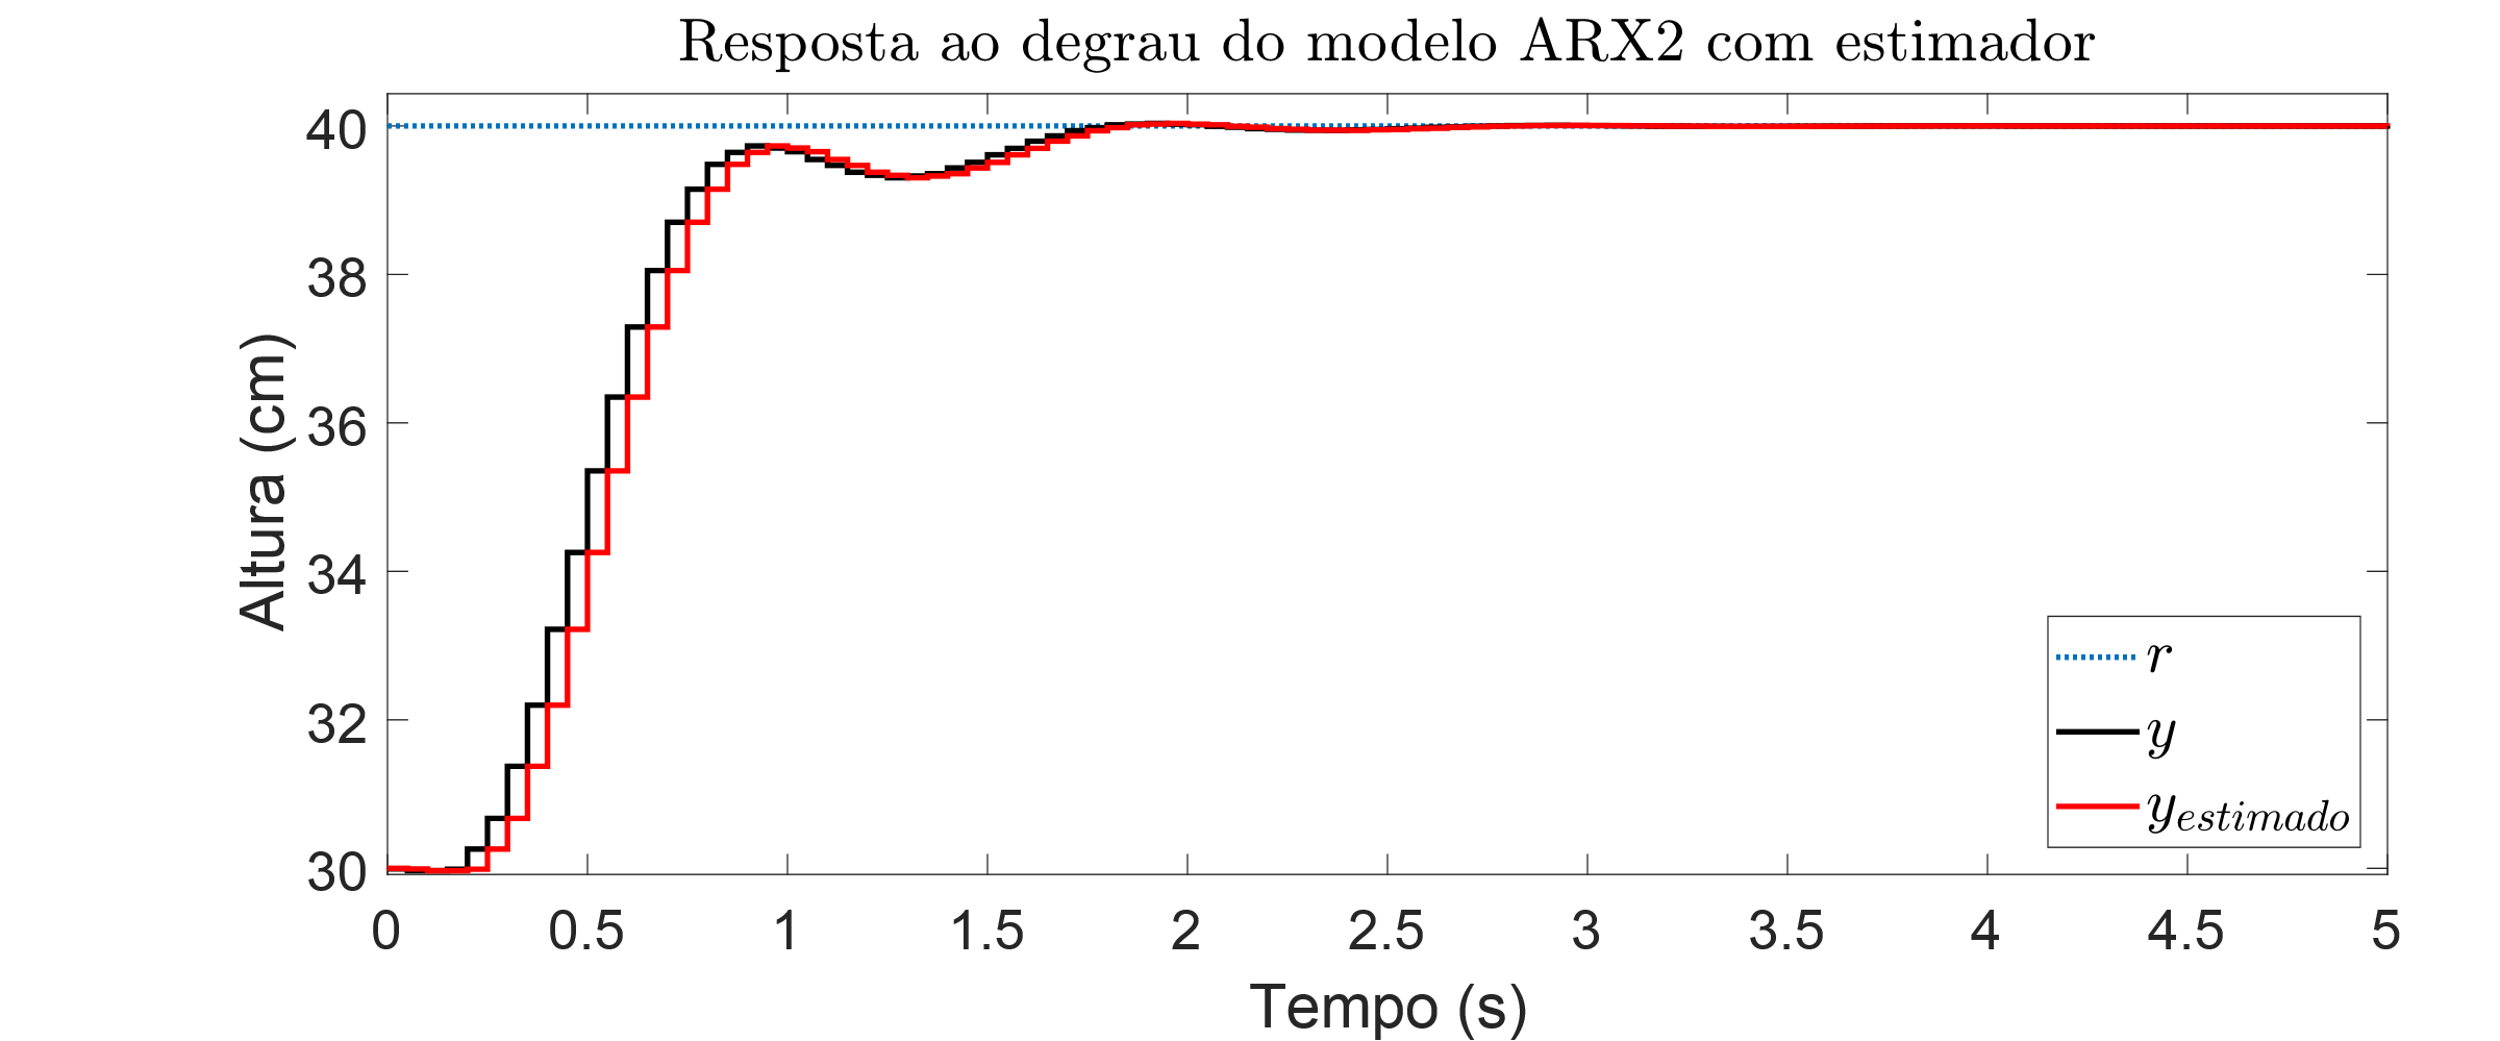 Resposta ao degrau do modelo ARX2 com estimador
40
38
36
34
32
30
Altura (cm)
0 0.5 1 1.5 2 2.5 3 3.5 4 4.5 5
Tempo (s)
r
y
y_estimado